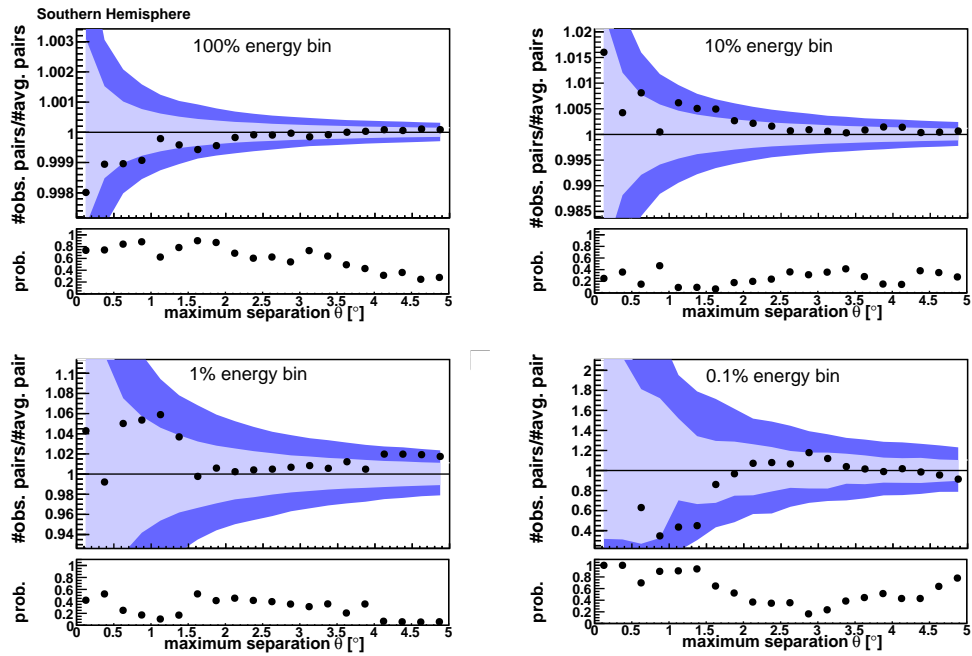 Southern Hemisphere
100% energy bin
#obs. pairs/#avg. pairs
1.003
1.002
1.001
1
0.999
0.998
prob.
1
0.8
0.6
0.4
0.2
0
0 0.5 1 1.5 2 2.5 3 3.5 4 4.5 5
maximum separation θ [°]
10% energy bin
#obs. pairs/#avg. pairs
1.02
1.015
1.01
1.005
1
0.995
0.99
0.985
prob.
1
0.8
0.6
0.4
0.2
0
0 0.5 1 1.5 2 2.5 3 3.5 4 4.5 5
maximum separation θ [°]
1% energy bin
#obs. pairs/#avg. pair
1.1
1.08
1.06
1.04
1.02
1
0.98
0.96
0.94
prob.
1
0.8
0.6
0.4
0.2
0
0 0.5 1 1.5 2 2.5 3 3.5 4 4.5 5
maximum separation θ [°]
0.1% energy bin
#obs. pairs/#avg. pair
2
1.8
1.6
1.4
1.2
1
0.8
0.6
0.4
prob.
1
0.8
0.6
0.4
0.2
0
0 0.5 1 1.5 2 2.5 3 3.5 4 4.5 5
maximum separation θ [°]